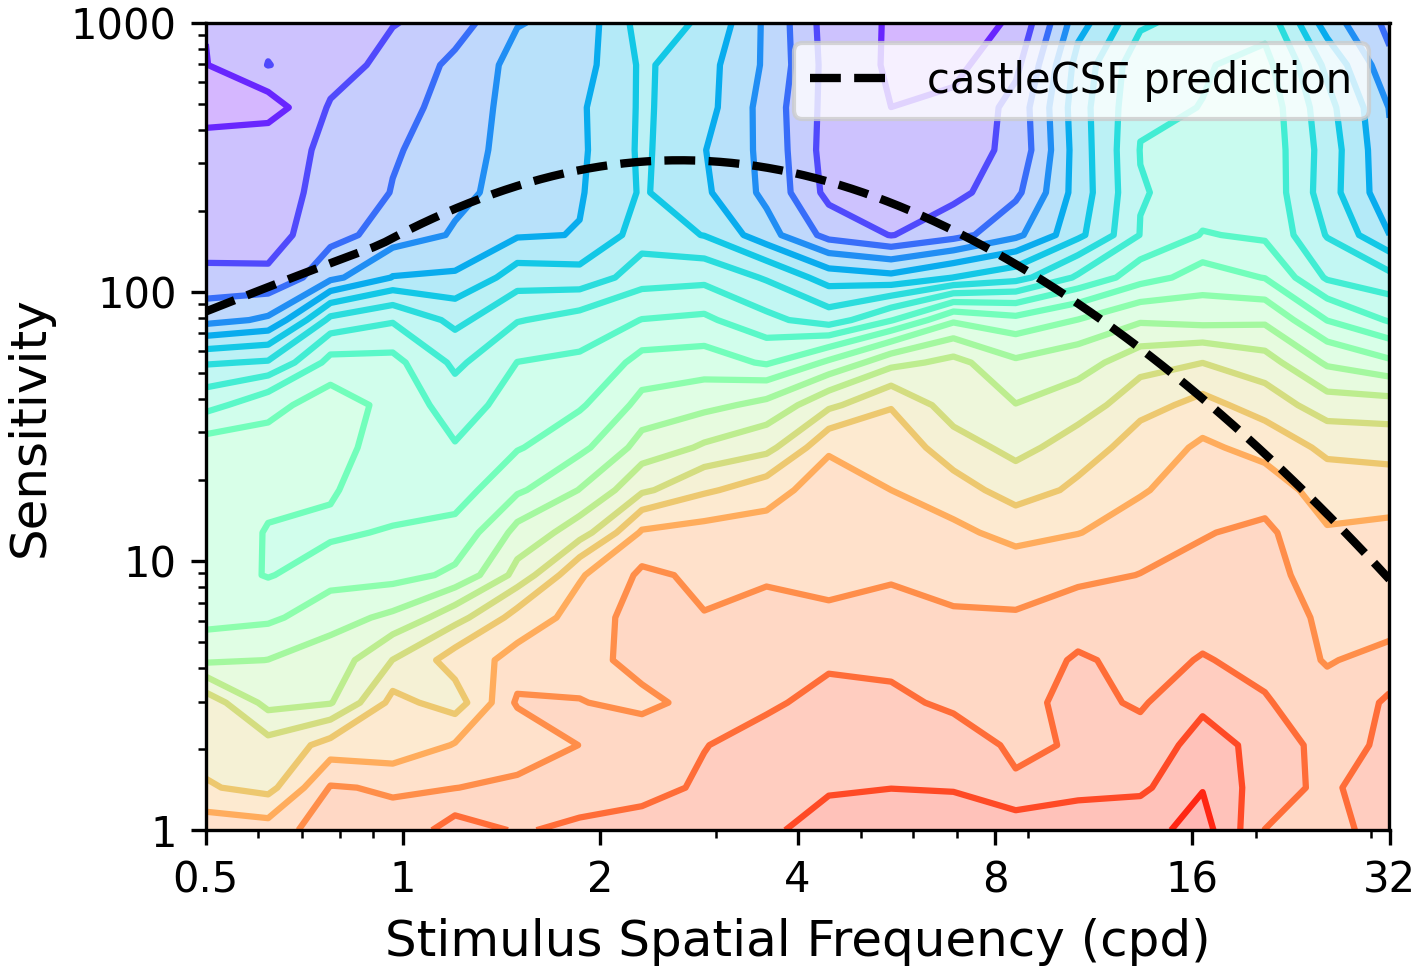 1000
100
10
1
Sensitivity
castleCSF prediction
0.5 1 2 4 8 16 32
Stimulus Spatial Frequency (cpd)